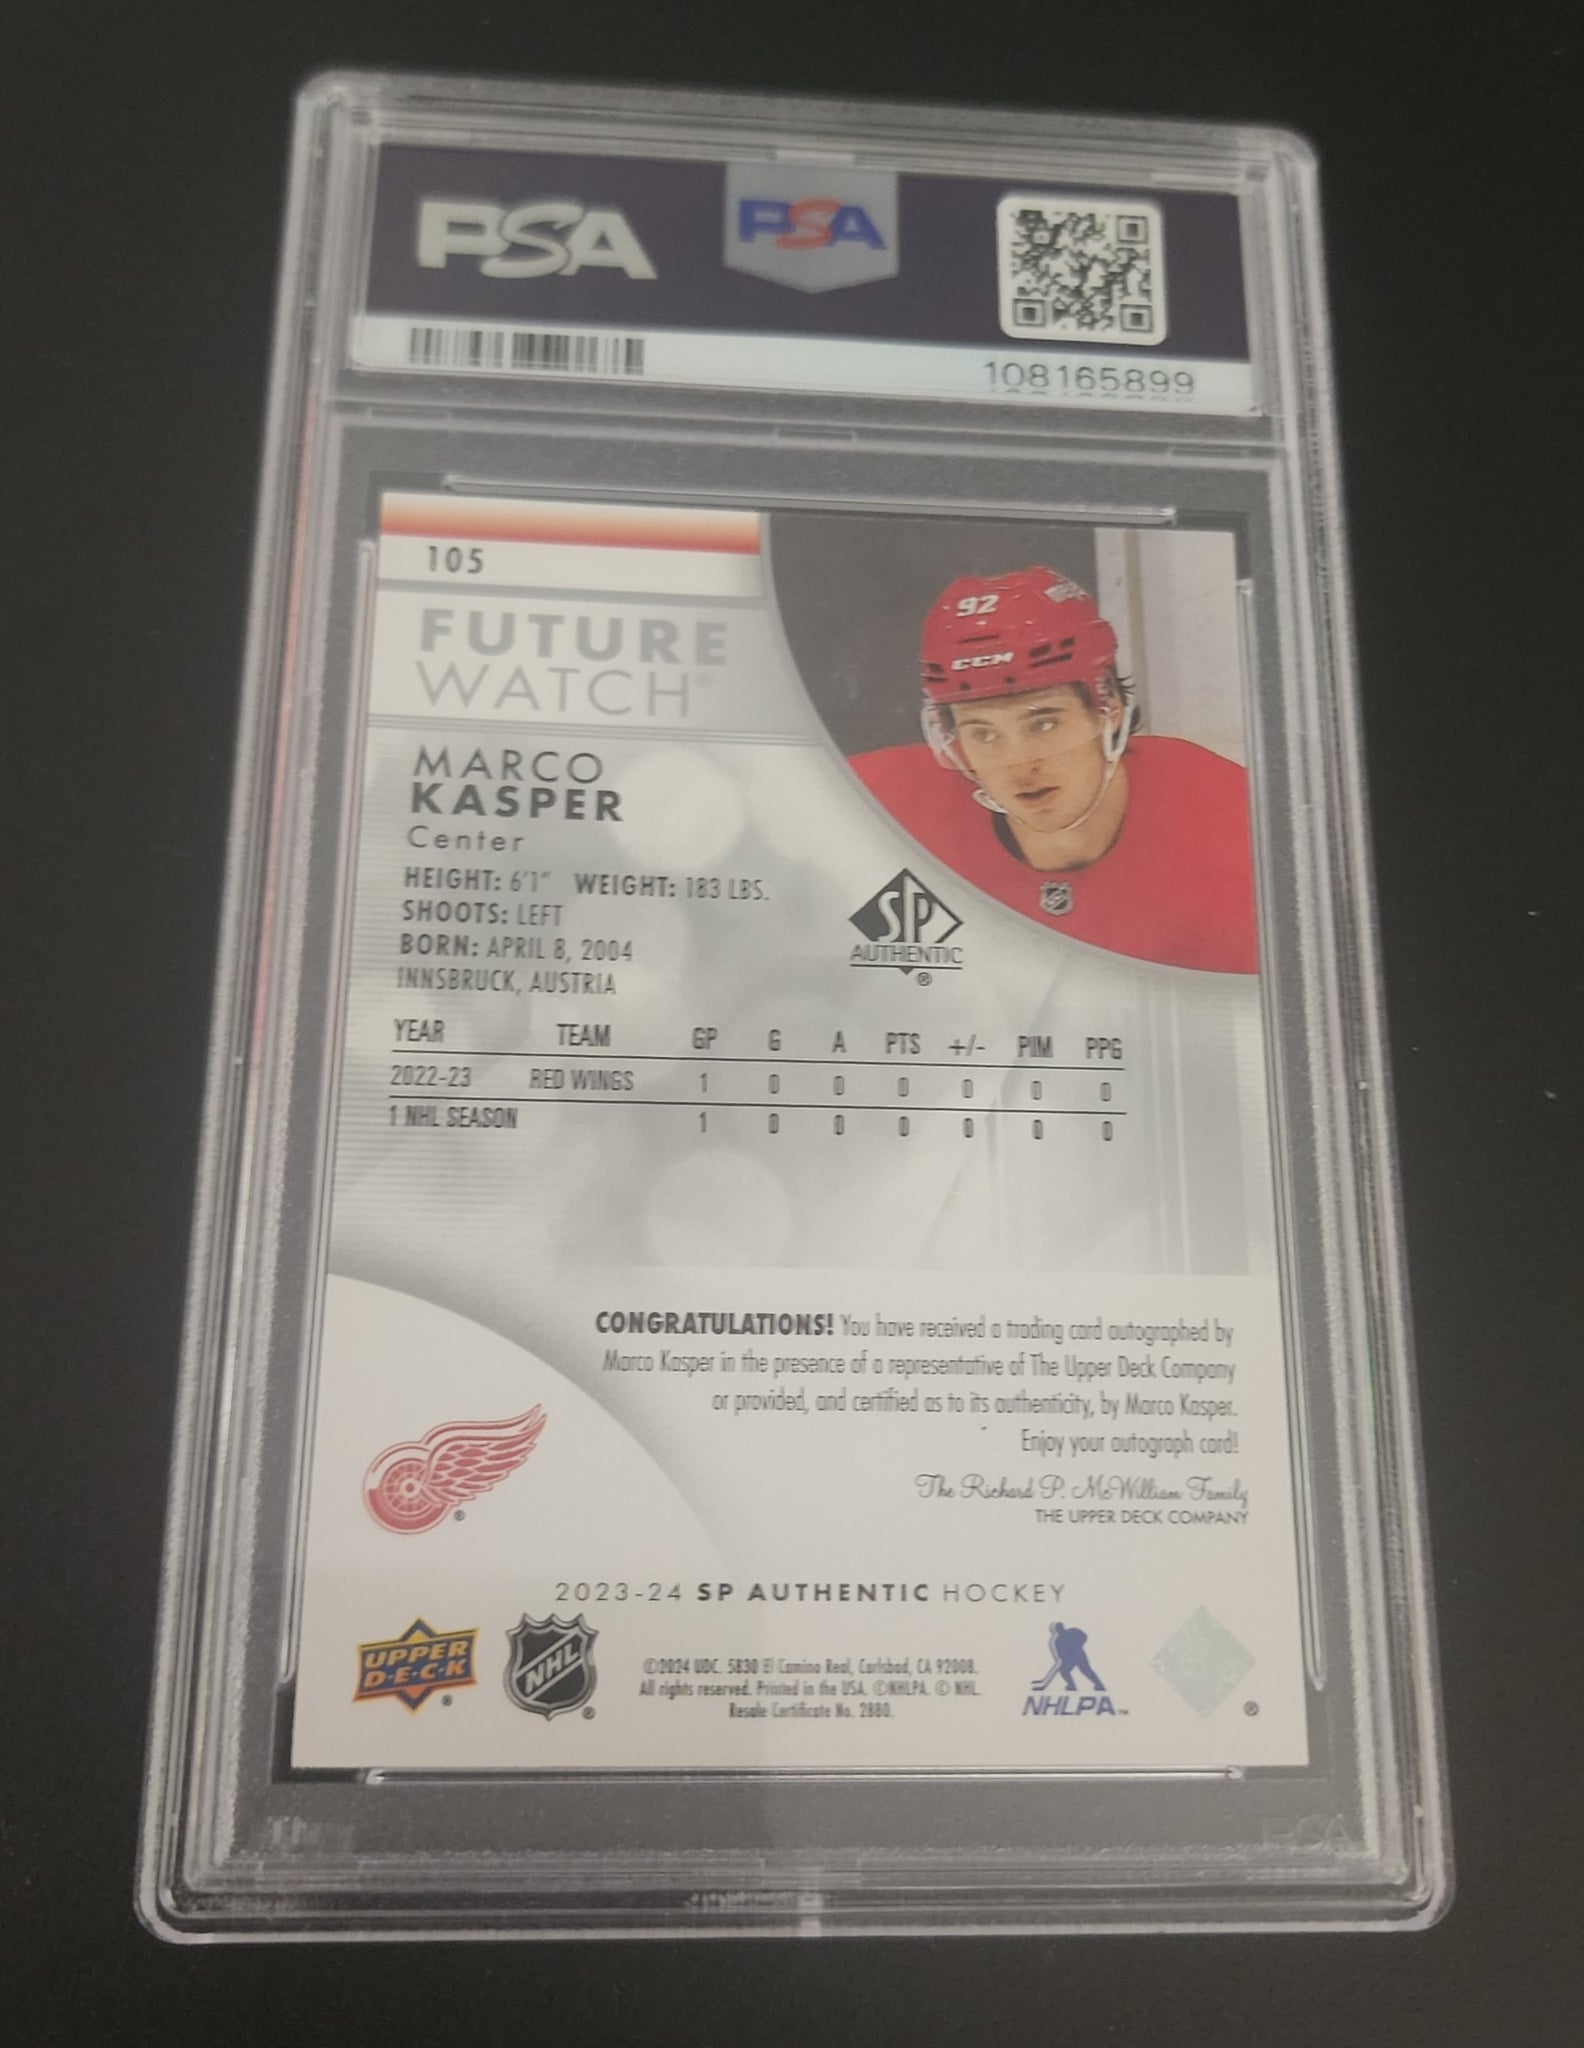 PSA
PSA
108165899
105
FUTURE
WATCH®
92
CCM
MARCO
KASPER
Center
HEIGHT: 6'1" WEIGHT: 183 LBS.
SHOOTS: LEFT
BORN: APRIL 8, 2004
INNSBRUCK, AUSTRIA
SP
AUTHENTIC
®
YEAR TEAM GP G A PTS +/- PIM PPG
2022-23 RED WINGS 1 0 0 0 0 0 0
1 NHL SEASON 1 0 0 0 0 0 0
CONGRATULATIONS! You have received a trading card autographed by
Marco Kasper in the presence of a representative of The Upper Deck Company
or provided, and certified as to its authenticity, by Marco Kasper.
Enjoy your autograph card!
The Richard P. McWilliam Family
THE UPPER DECK COMPANY
®
2023-24 SP AUTHENTIC HOCKEY
UPPER
D·E·C·K
®
NHL
®
©2024 UDC. 5830 El Camino Real, Carlsbad, CA 92008.
All rights reserved. Printed in the USA. ©NHLPA. © NHL.
Resale Certificate No. 2880.
NHLPA™
®
PSA